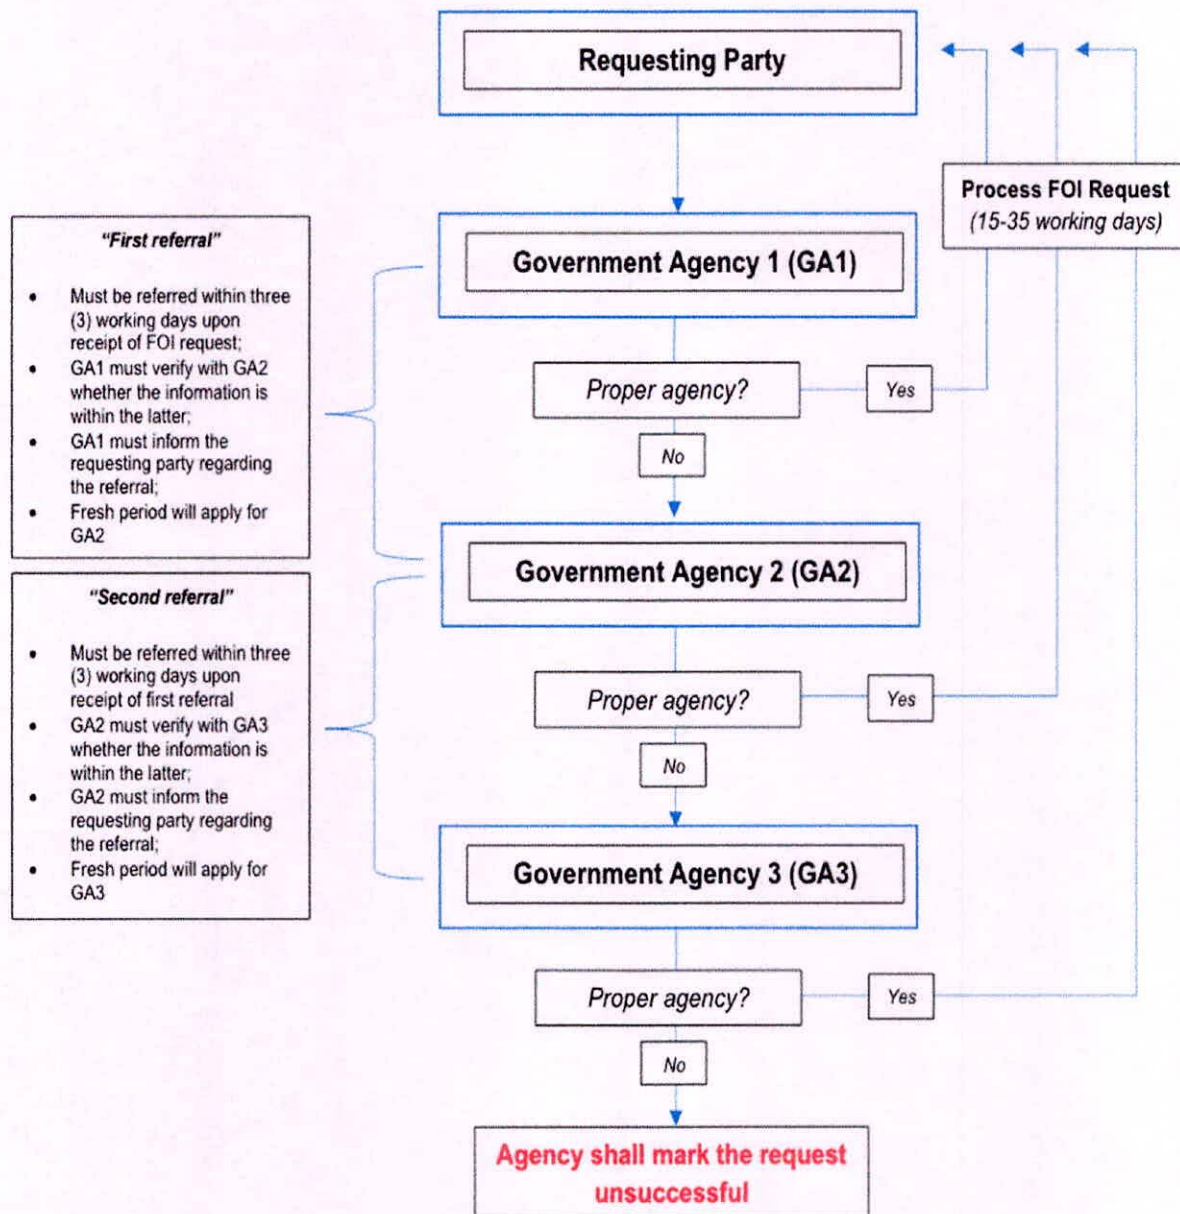 Requesting Party
Process FOI Request
(15-35 working days)
Government Agency 1 (GA1)
"First referral"
• Must be referred within three
(3) working days upon
receipt of FOI request;
• GA1 must verify with GA2
whether the information is
within the latter;
• GA1 must inform the
requesting party regarding
the referral;
• Fresh period will apply for
GA2
Proper agency?
Yes
No
Government Agency 2 (GA2)
"Second referral"
• Must be referred within three
(3) working days upon
receipt of first referral
• GA2 must verify with GA3
whether the information is
within the latter;
• GA2 must inform the
requesting party regarding
the referral;
• Fresh period will apply for
GA3
Proper agency?
Yes
No
Government Agency 3 (GA3)
Proper agency?
Yes
No
Agency shall mark the request
unsuccessful